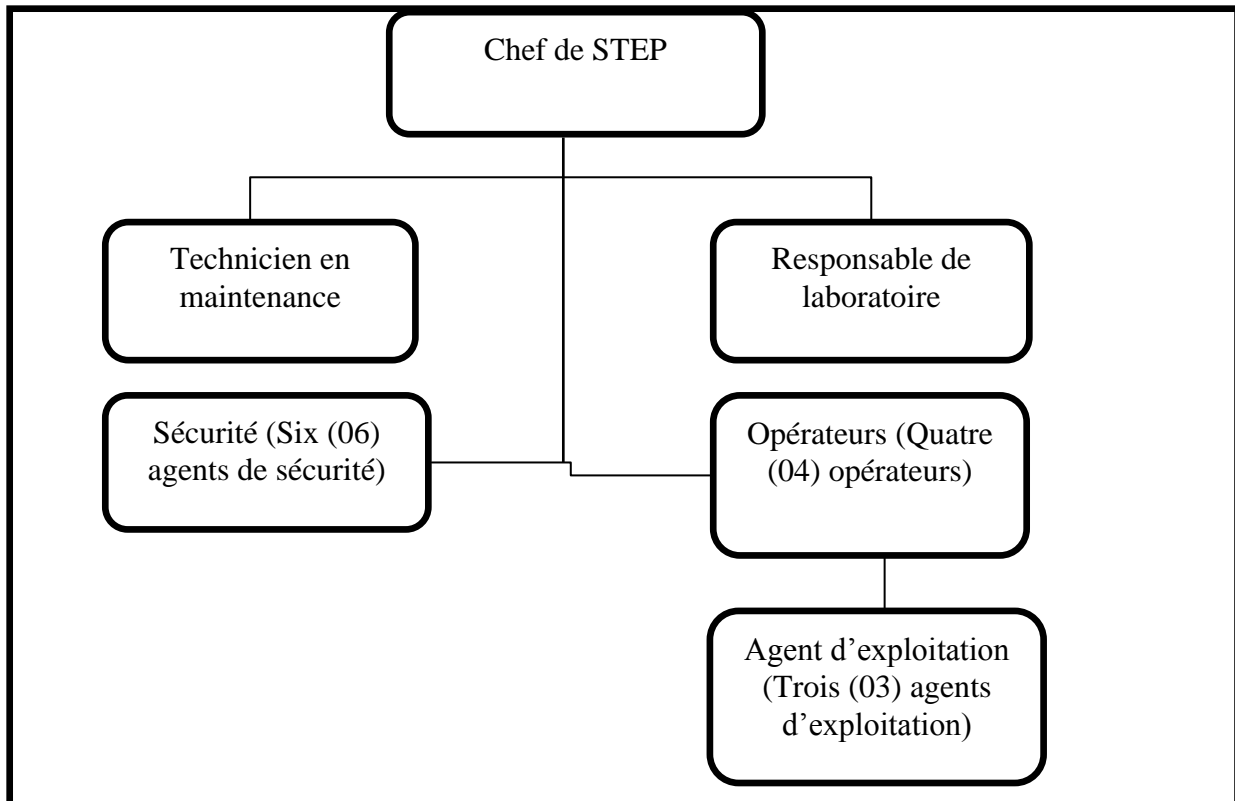 Chef de STEP
Technicien en
maintenance
Responsable de
laboratoire
Sécurité (Six (06)
agents de sécurité)
Opérateurs (Quatre
(04) opérateurs)
Agent d’exploitation
(Trois (03) agents
d’exploitation)